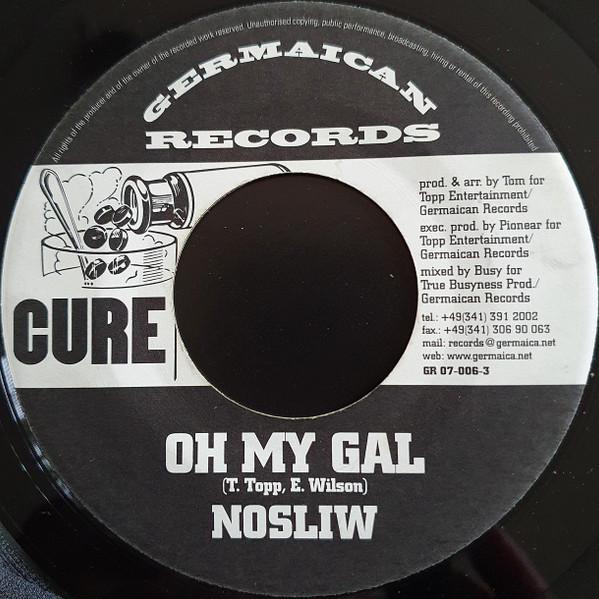 All rights of the producer and of the owner of the recorded work reserved. Unauthorised copying, public performance, broadcasting, hiring or rental of this recording prohibited
GERMAICAN
RECORDS
prod. & arr. by Tom for
Topp Entertainment/
Germaican Records
exec. prod. by Pionear for
Topp Entertainment/
Germaican Records
mixed by Busy for
True Busyness Prod./
Germaican Records
tel.: +49(341) 391 2002
fax.: +49(341) 306 90 063
mail: records@germaica.net
web: www.germaica.net
GR 07-006-3
CURE
OH MY GAL
(T. Topp, E. Wilson)
NOSLIW